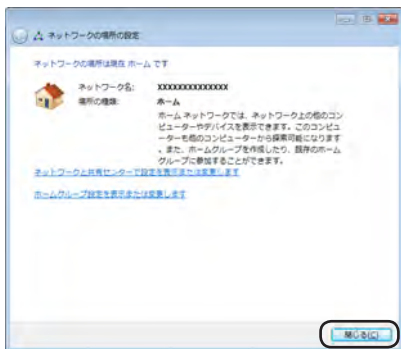 ネットワークの場所の設定
ネットワークの場所は現在 ホーム です
ネットワーク名:
XXXXXXXXXXXXXX
場所の種類:
ホーム
ホーム ネットワークでは、ネットワーク上の他のコン
ピューターやデバイスを表示できます。このコンピュ
ーターも他のコンピューターから探索可能になります
。また、ホームグループを作成したり、既存のホーム
グループに参加することができます。
ネットワークと共有センターで設定を表示または変更します
ホームグループ設定を表示または変更します
閉じる(C)